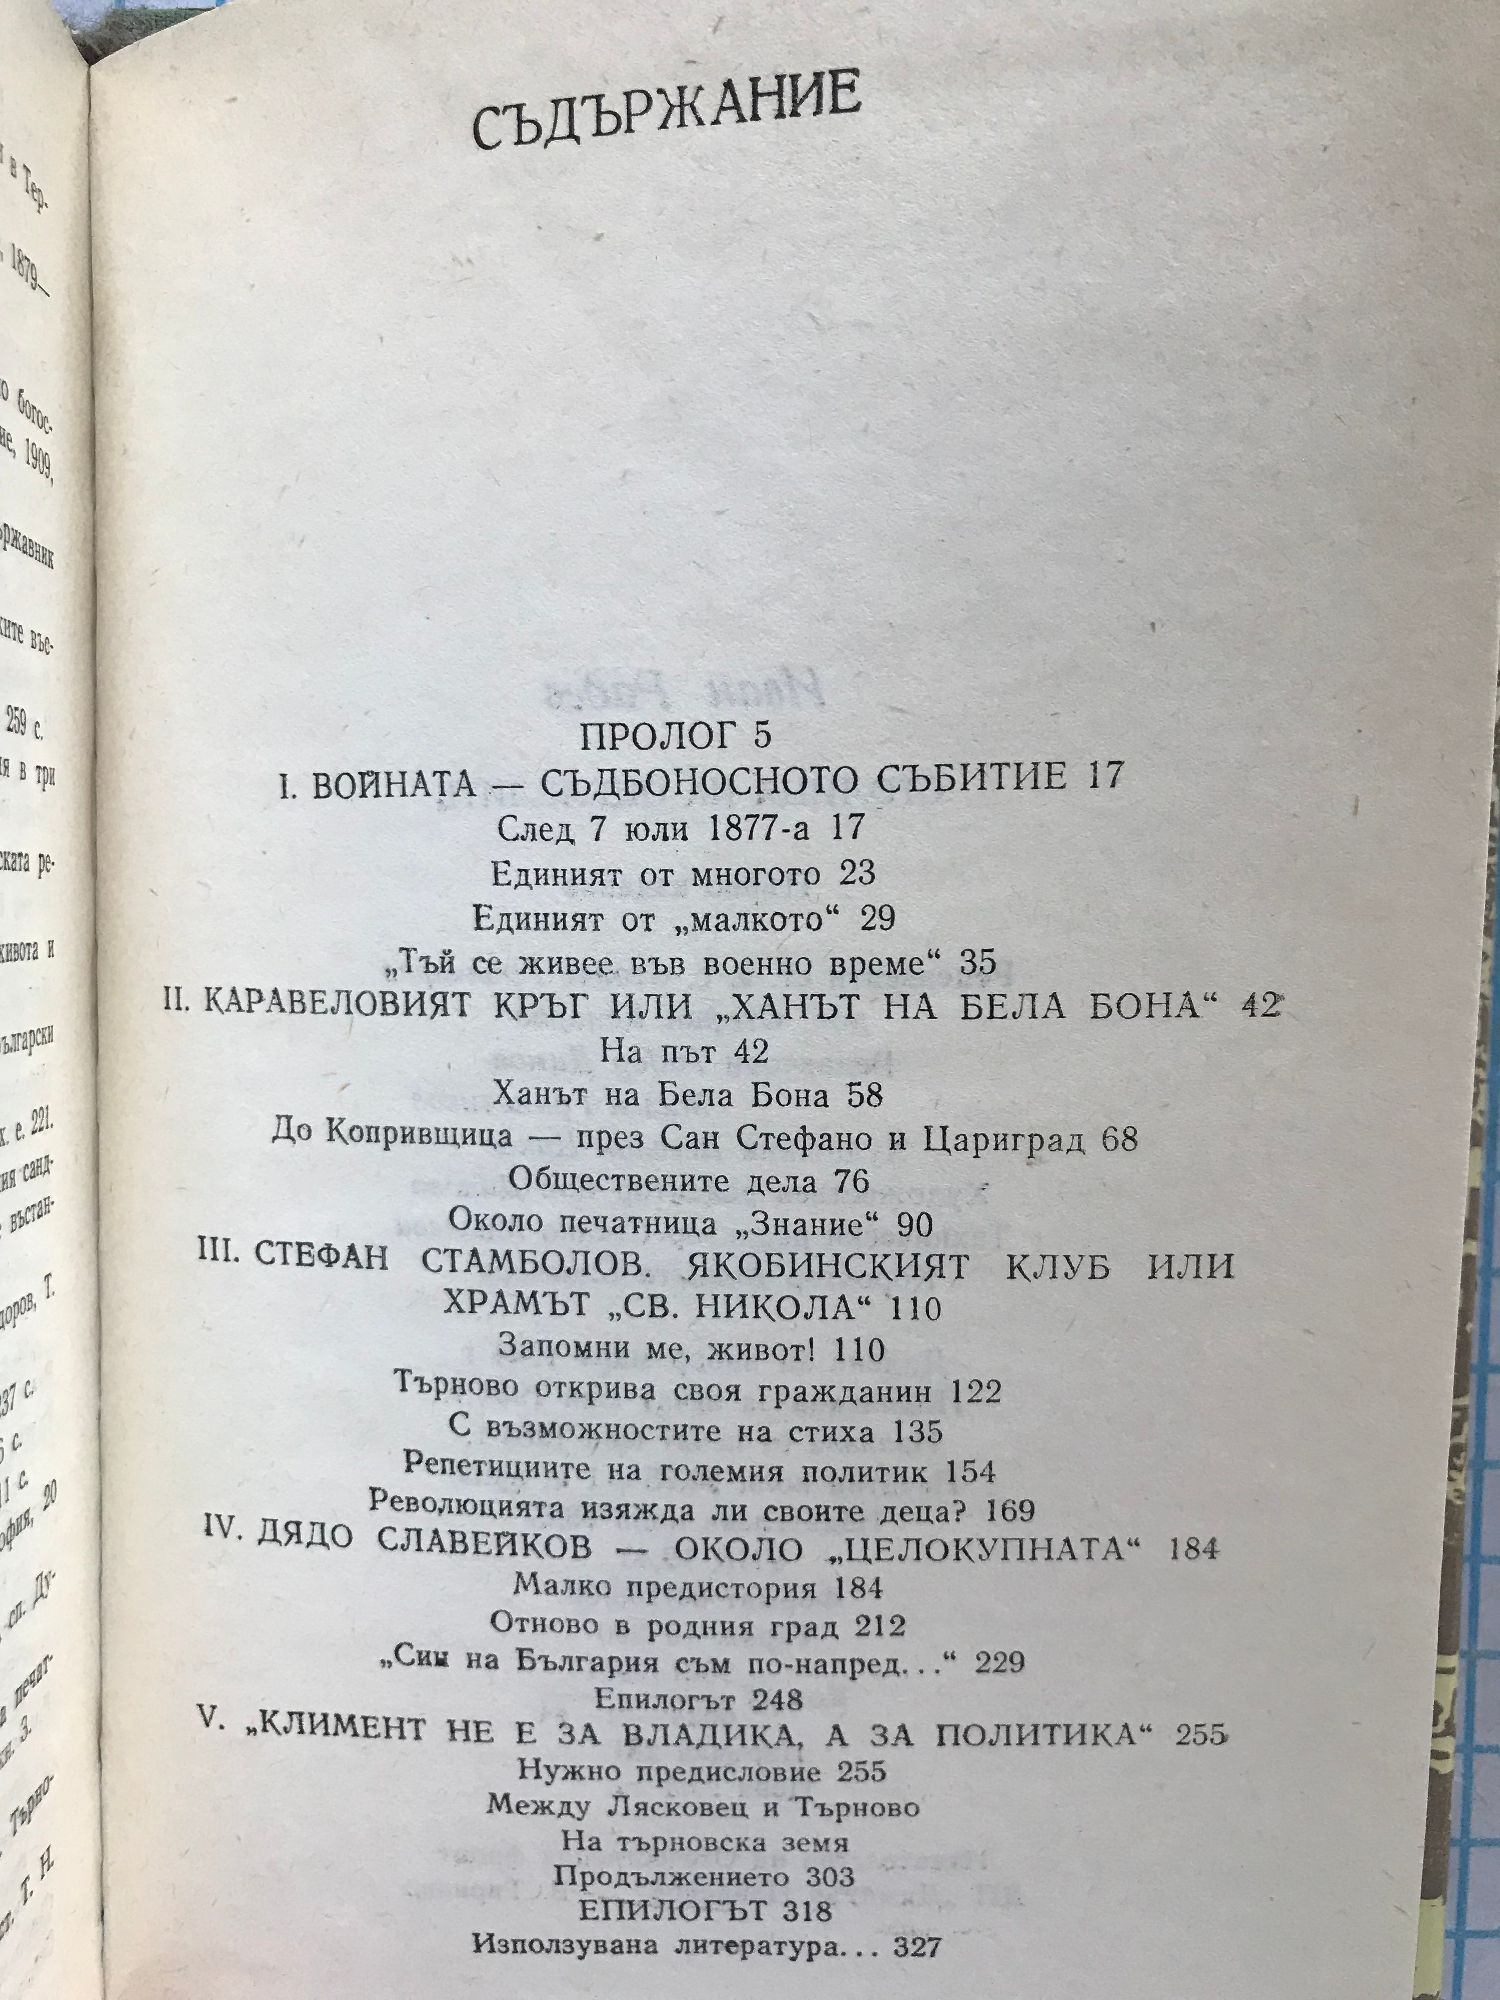 в Тер-
1879—
богос-
1909,
259 с.
в три
е. 221.
СЪДЪРЖАНИЕ
ПРОЛОГ 5
I. ВОЙНАТА — СЪДБОНОСНОТО СЪБИТИЕ 17
След 7 юли 1877-а 17
Единият от многото 23
Единият от „малкото“ 29
„Тъй се живее във военно време“ 35
II. КАРАВЕЛОВИЯТ КРЪГ ИЛИ „ХАНЪТ НА БЕЛА БОНА“ 42
На път 42
Ханът на Бела Бона 58
До Копривщица — през Сан Стефано и Цариград 68
Обществените дела 76
Около печатница „Знание“ 90
III. СТЕФАН СТАМБОЛОВ. ЯКОБИНСКИЯТ КЛУБ ИЛИ
ХРАМЪТ „СВ. НИКОЛА“ 110
Запомни ме, живот! 110
Търново открива своя гражданин 122
С възможностите на стиха 135
Репетициите на големия политик 154
Революцията изяжда ли своите деца? 169
IV. ДЯДО СЛАВЕЙКОВ — ОКОЛО „ЦЕЛОКУПНАТА“ 184
Малко предистория 184
Отново в родния град 212
„Син на България съм по-напред...“ 229
Епилогът 248
V. „КЛИМЕНТ НЕ Е ЗА ВЛАДИКА, А ЗА ПОЛИТИКА“ 255
Нужно предисловие 255
Между Лясковец и Търново
На търновска земя
Продължението 303
ЕПИЛОГЪТ 318
Използувана литература... 327